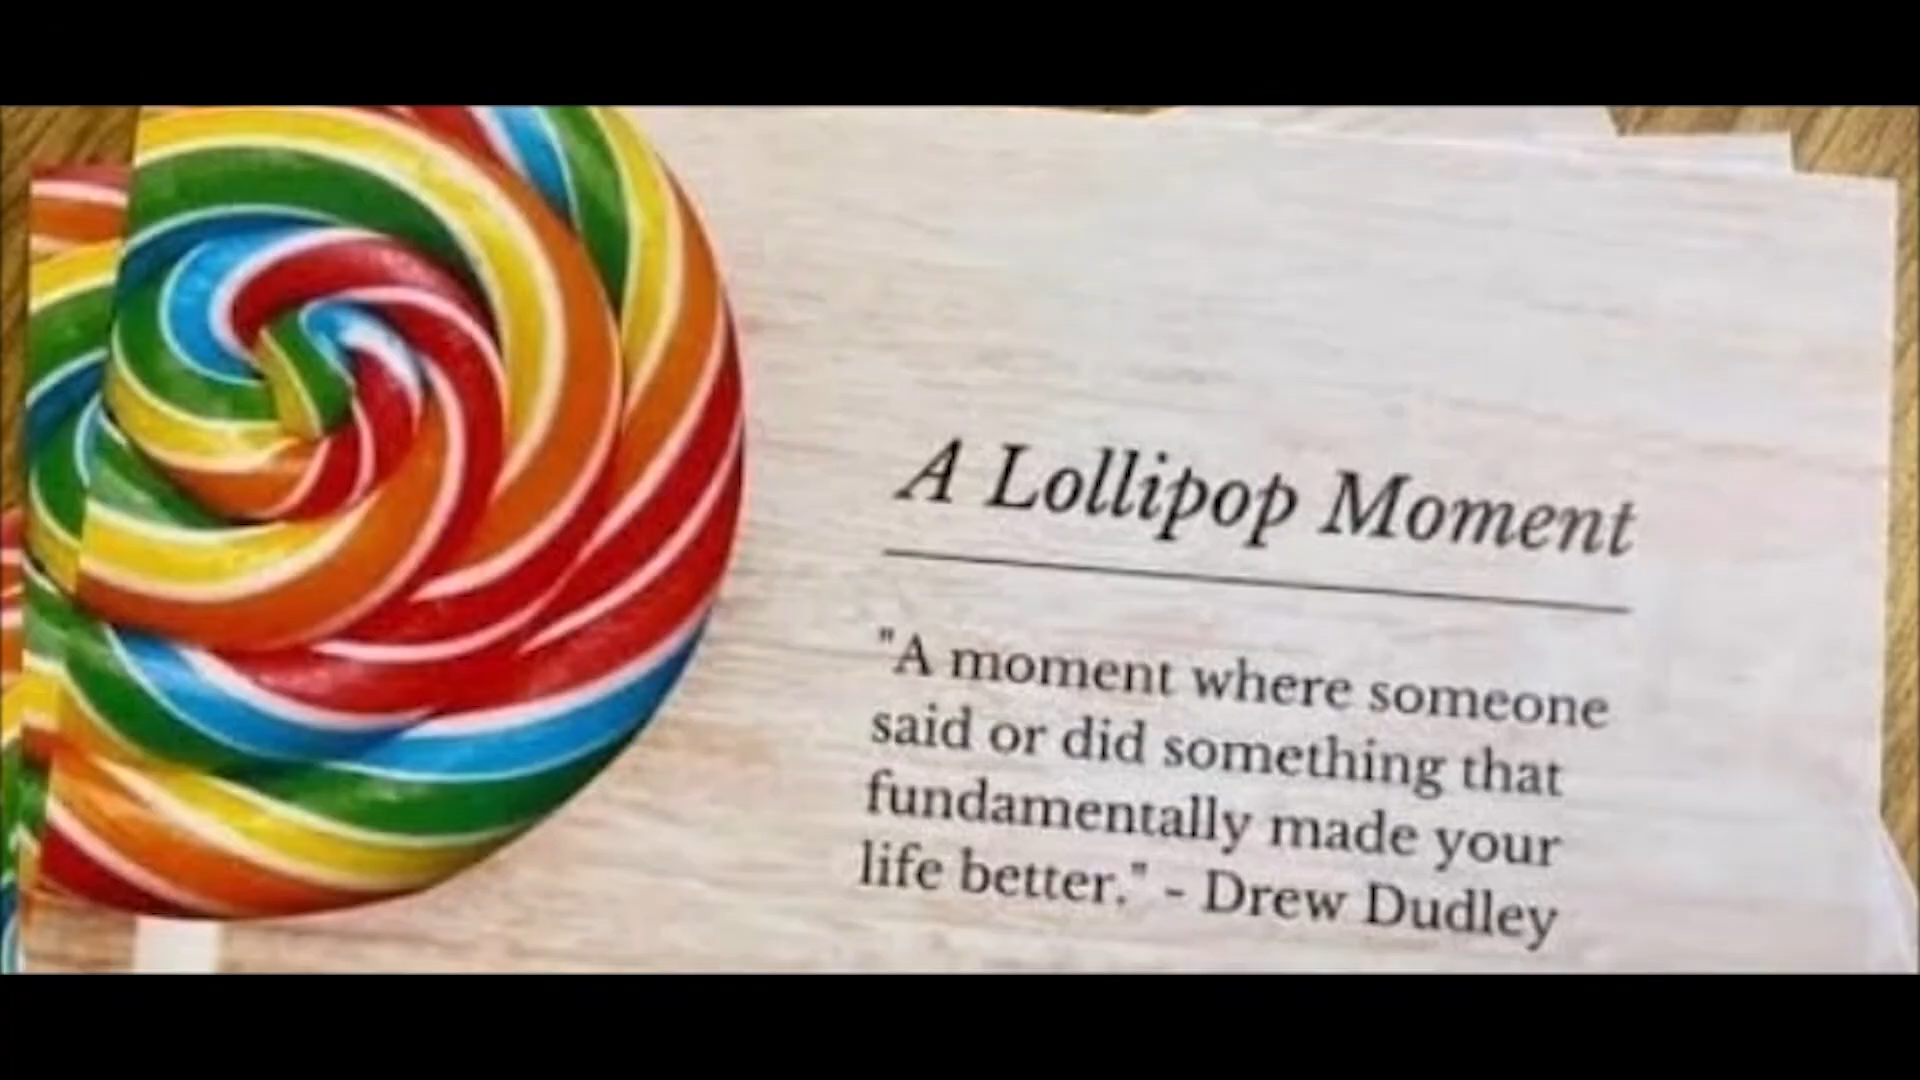 A Lollipop Moment
"A moment where someone
said or did something that
fundamentally made your
life better." - Drew Dudley